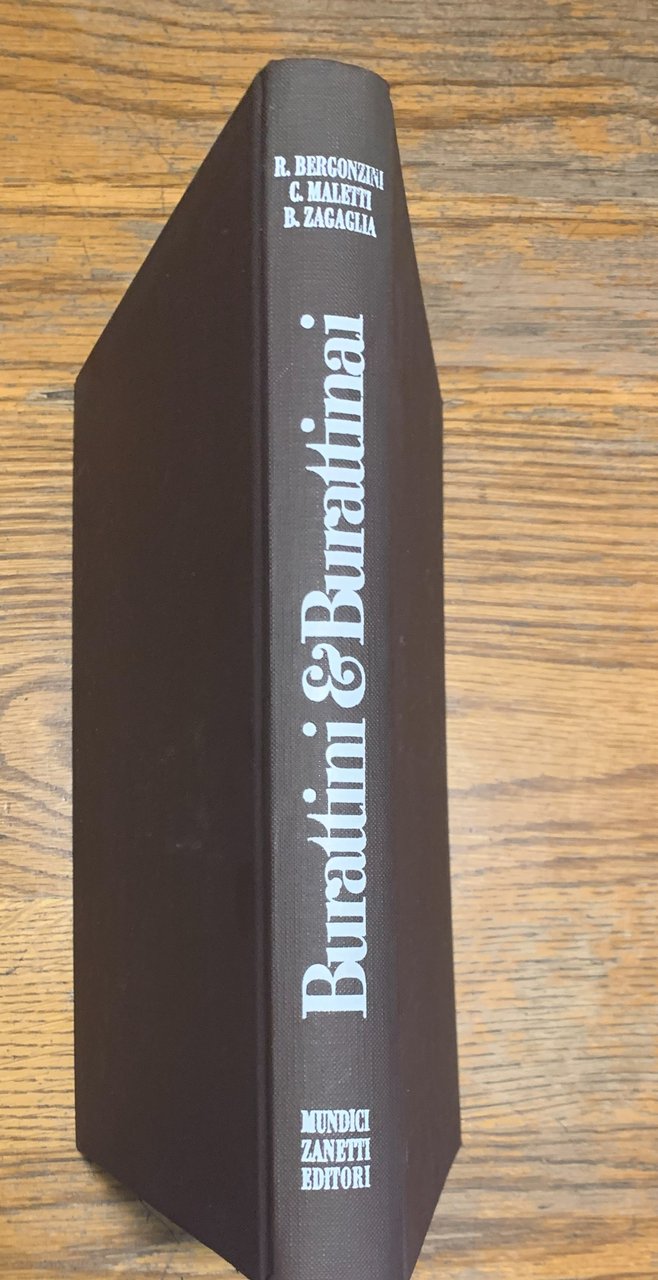 R. BERGONZINI
C. MALETTI
B. ZAGAGLIA
Burattini & Burattinai
MUNDICI
ZANETTI
EDITORI